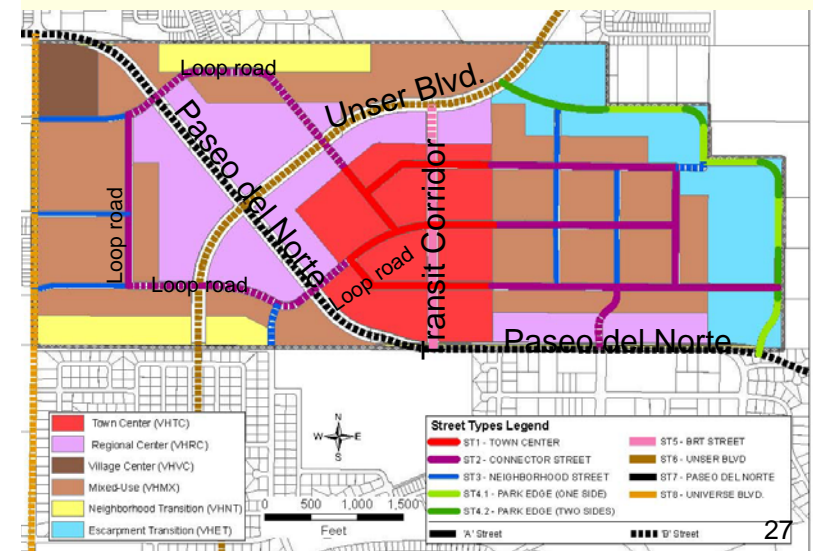 Loop road
Unser Blvd.
Paseo del Norte
Transit Corridor
Loop road
Loop road
Loop road
Paseo del Norte
Town Center (VHTC)
Regional Center (VHRC)
Village Center (VHVC)
Mixed-Use (VHMX)
Neighborhood Transition (VHNT)
Escarpment Transition (VHET)
N
W E
S
0 500 1,000 1,500
Feet
Street Types Legend
ST1 - TOWN CENTER
ST2 - CONNECTOR STREET
ST3 - NEIGHBORHOOD STREET
ST4.1 - PARK EDGE (ONE SIDE)
ST4.2 - PARK EDGE (TWO SIDES)
ST5 - BRT STREET
ST6 - UNSER BLVD
ST7 - PASEO DEL NORTE
ST8 - UNIVERSE BLVD.
'A' Street
'B' Street
27